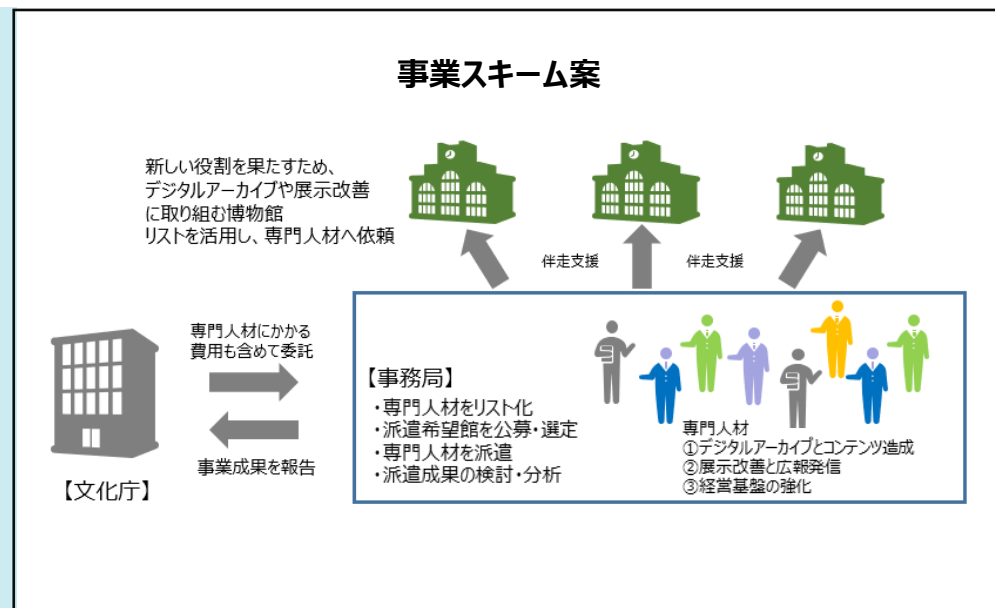 事業スキーム案
新しい役割を果たすため、
デジタルアーカイブや展示改善
に取り組む博物館
リストを活用し、専門人材へ依頼
伴走支援
伴走支援
専門人材にかかる
費用も含めて委託
事業成果を報告
【文化庁】
【事務局】
・専門人材をリスト化
・派遣希望館を公募・選定
・専門人材を派遣
・派遣成果の検討・分析
専門人材
①デジタルアーカイブとコンテンツ造成
②展示改善と広報発信
③経営基盤の強化